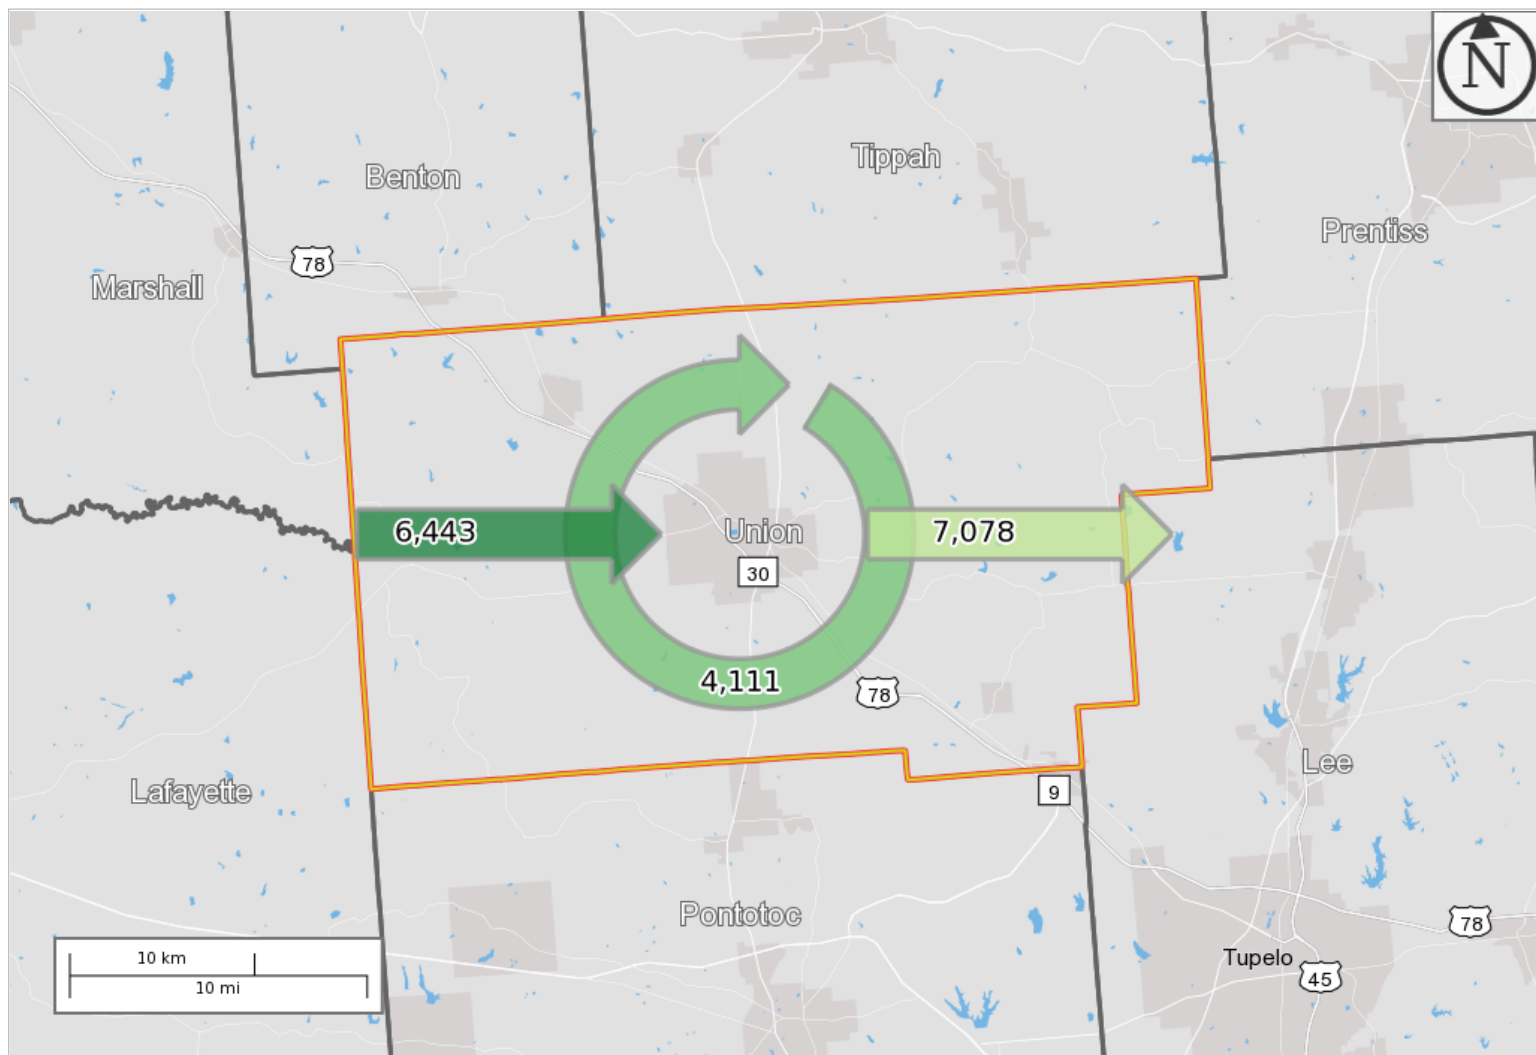 N
Tippah
Benton
Prentiss
78
Marshall
6,443
Union
7,078
30
4,111
78
Lee
9
Lafayette
Pontotoc
78
Tupelo
45
10 km
10 mi